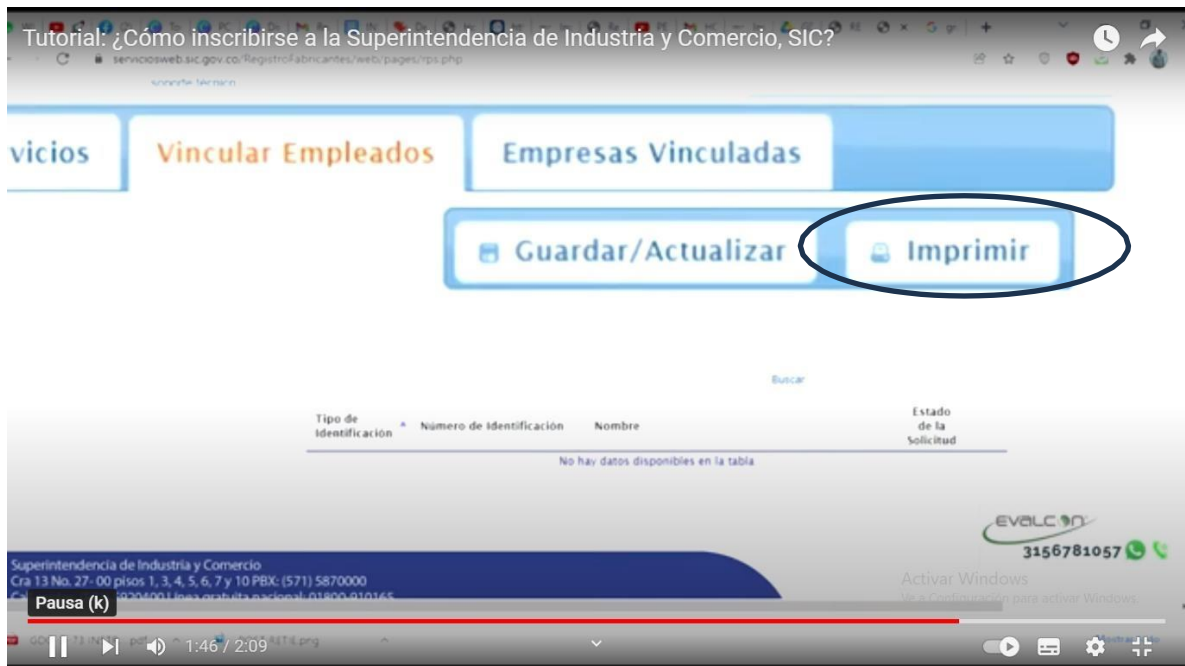 Tutorial: ¿Cómo inscribirse a la Superintendencia de Industria y Comercio, SIC?
serviciosweb.sic.gov.co/RegistroFabricantes/web/pages/rps.php
soporte técnico
vicios
Vincular Empleados
Empresas Vinculadas
Guardar/Actualizar
Imprimir
Buscar
Tipo de
Identificación
Número de Identificación
Nombre
Estado
de la
Solicitud
No hay datos disponibles en la tabla
EVALCON
3156781057
Superintendencia de Industria y Comercio
Cra 13 No. 27- 00 pisos 1, 3, 4, 5, 6, 7 y 10 PBX: (571) 5870000
5920400 Línea gratuita nacional: 01800-910165
Activar Windows
Ve a Configuración para activar Windows.
Pausa (k)
1:46 / 2:09